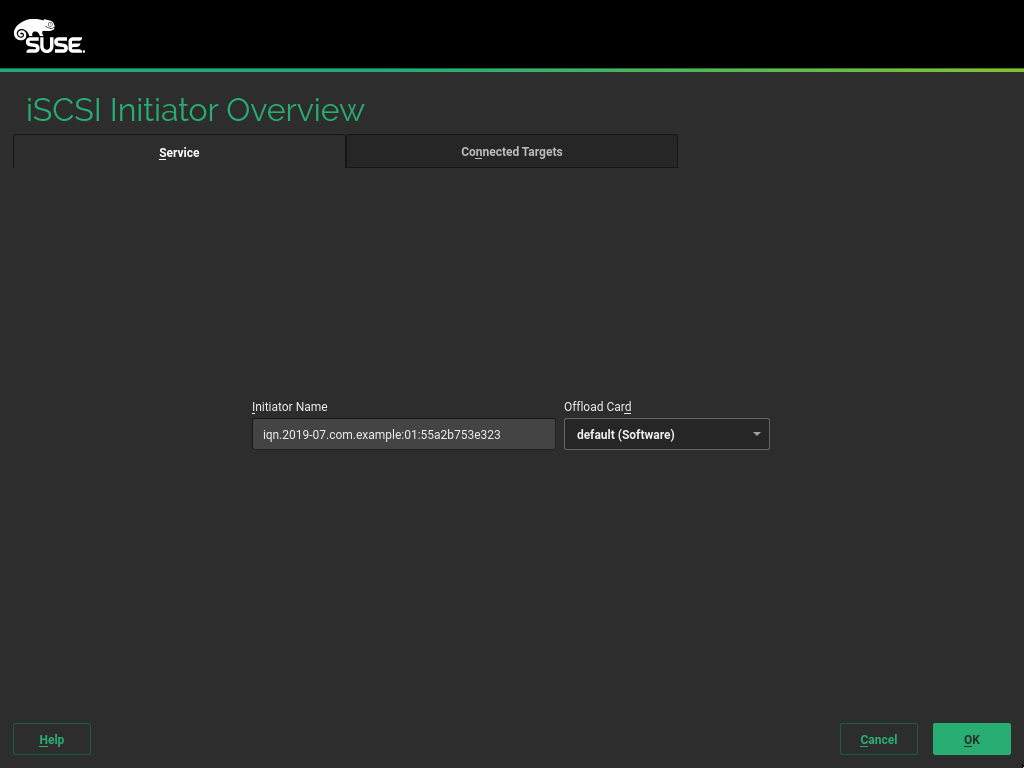 SUSE.
iSCSI Initiator Overview
Service
Connected Targets
Initiator Name
Offload Card
iqn.2019-07.com.example:01:55a2b753e323
default (Software)
Help
Cancel
OK